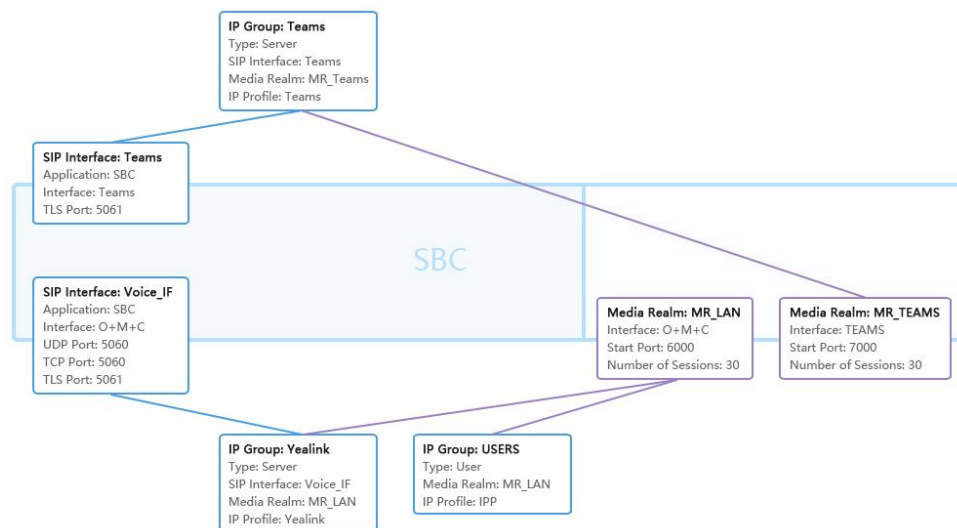 IP Group: Teams
Type: Server
SIP Interface: Teams
Media Realm: MR_Teams
IP Profile: Teams
SIP Interface: Teams
Application: SBC
Interface: Teams
TLS Port: 5061
SBC
SIP Interface: Voice_IF
Application: SBC
Interface: O+M+C
UDP Port: 5060
TCP Port: 5060
TLS Port: 5061
Media Realm: MR_LAN
Interface: O+M+C
Start Port: 6000
Number of Sessions: 30
Media Realm: MR_TEAMS
Interface: TEAMS
Start Port: 7000
Number of Sessions: 30
IP Group: Yealink
Type: Server
SIP Interface: Voice_IF
Media Realm: MR_LAN
IP Profile: Yealink
IP Group: USERS
Type: User
Media Realm: MR_LAN
IP Profile: IPP